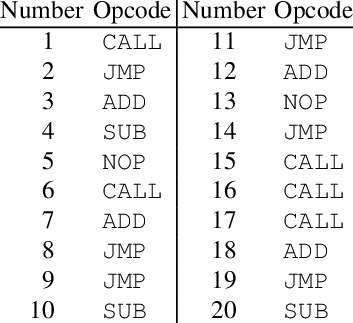 Number Opcode Number Opcode
1 CALL 11 JMP
2 JMP 12 ADD
3 ADD 13 NOP
4 SUB 14 JMP
5 NOP 15 CALL
6 CALL 16 CALL
7 ADD 17 CALL
8 JMP 18 ADD
9 JMP 19 JMP
10 SUB 20 SUB